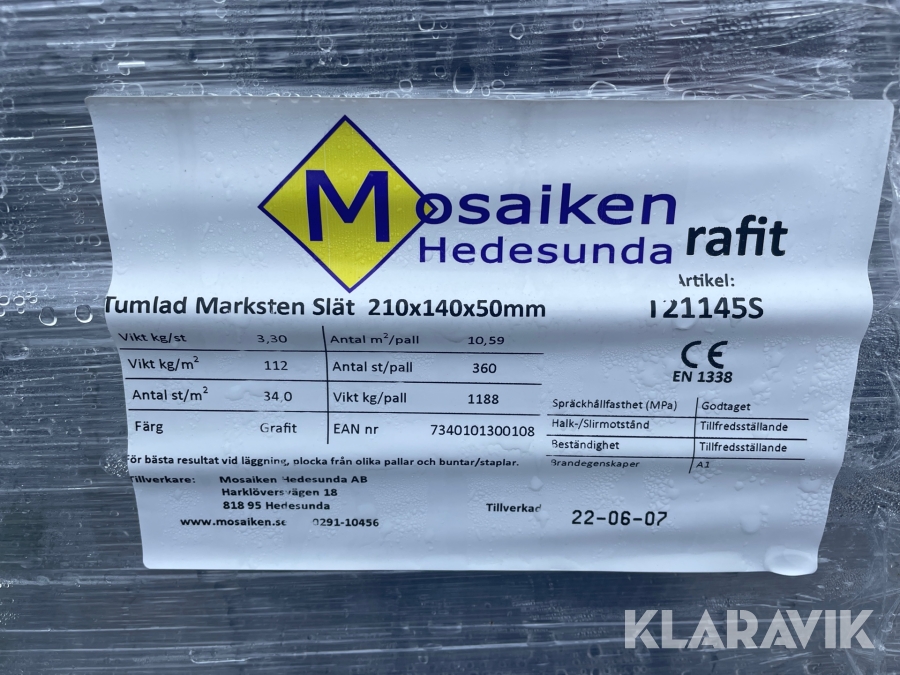 Mosaiken
Hedesunda
rafit
Artikel:
Tumlad Marksten Slät 210x140x50mm
T21145S
Vikt kg/st 3,30 Antal m²/pall 10,59
Vikt kg/m² 112 Antal st/pall 360
Antal st/m² 34,0 Vikt kg/pall 1188
Färg Grafit EAN nr 7340101300108
CE
EN 1338
Spräckhållfasthet (MPa) Godtaget
Halk-/Slirmotstånd Tillfredsställande
Beständighet Tillfredsställande
Brandegenskaper A1
För bästa resultat vid läggning, plocka från olika pallar och buntar/staplar.
Tillverkare: Mosaiken Hedesunda AB
Harklöversvägen 18
818 95 Hedesunda
www.mosaiken.se 0291-10456
Tillverkad 22-06-07
KLARAVIK